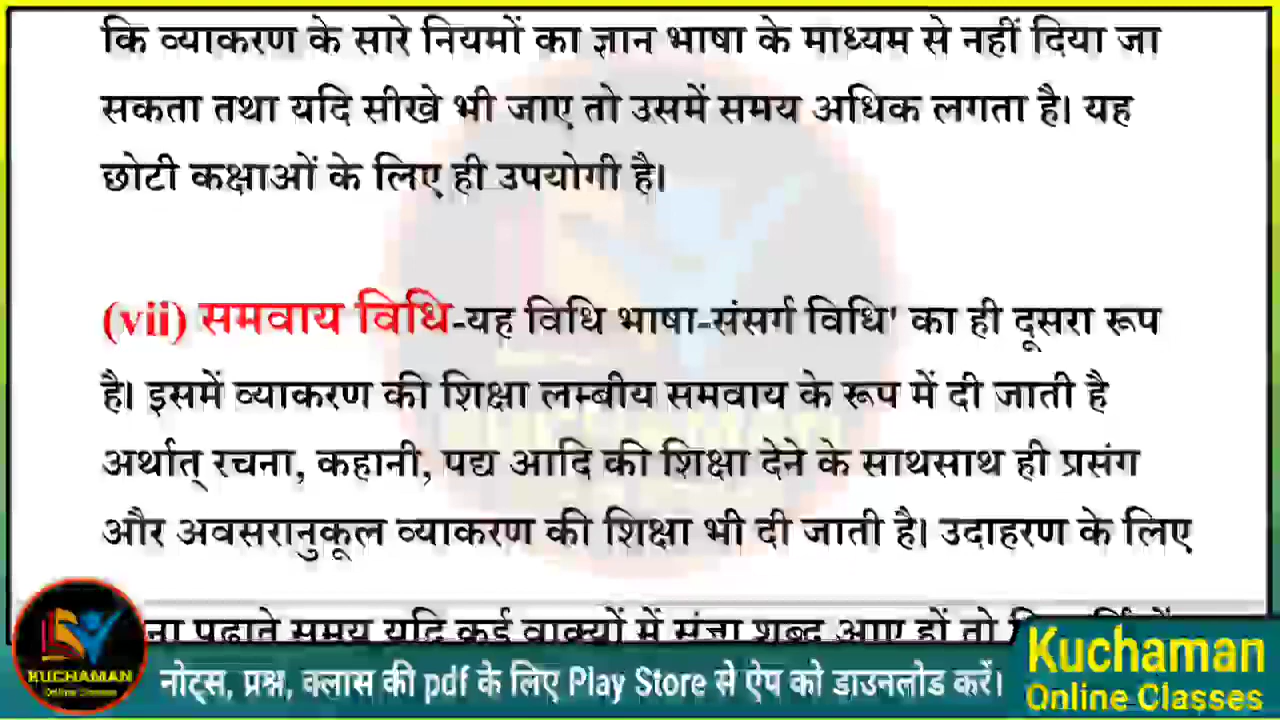 कि व्याकरण के सारे नियमों का ज्ञान भाषा के माध्यम से नहीं दिया जा
सकता तथा यदि सीखे भी जाए तो उसमें समय अधिक लगता है। यह
छोटी कक्षाओं के लिए ही उपयोगी है।
(vii) समवाय विधि-यह विधि भाषा-संसर्ग विधि' का ही दूसरा रूप
है। इसमें व्याकरण की शिक्षा लम्बीय समवाय के रूप में दी जाती है
अर्थात् रचना, कहानी, पद्य आदि की शिक्षा देने के साथसाथ ही प्रसंग
और अवसरानुकूल व्याकरण की शिक्षा भी दी जाती है। उदाहरण के लिए
पढ़ाते समय यदि कई वाक्यों में संज्ञा शब्द आए हों तो
KUCHAMAN
Online Classes
नोट्स, प्रश्न, क्लास की pdf के लिए Play Store से ऐप को डाउनलोड करें।
Kuchaman
Online Classes